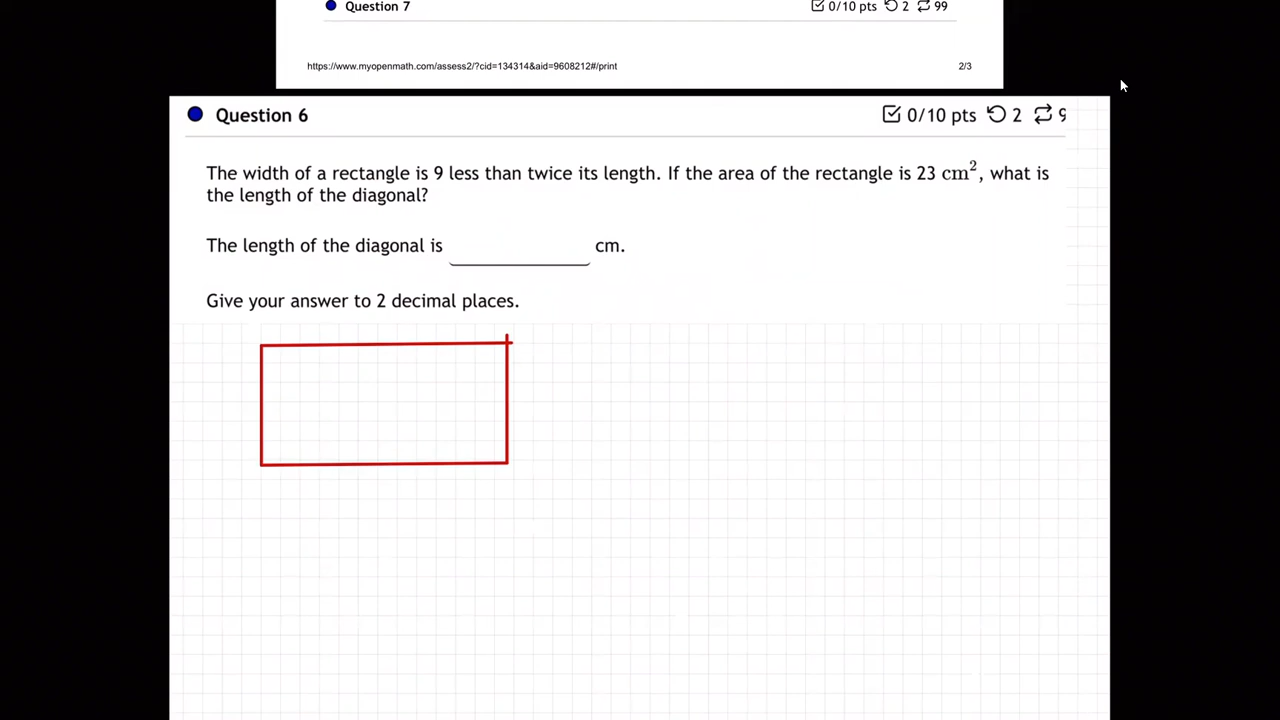 Question 7 0/10 pts 2 99
https://www.myopenmath.com/assess2/?cid=134314&aid=9608212#/print 2/3
Question 6 0/10 pts 2 9
The width of a rectangle is 9 less than twice its length. If the area of the rectangle is 23 cm², what is
the length of the diagonal?
The length of the diagonal is cm.
Give your answer to 2 decimal places.